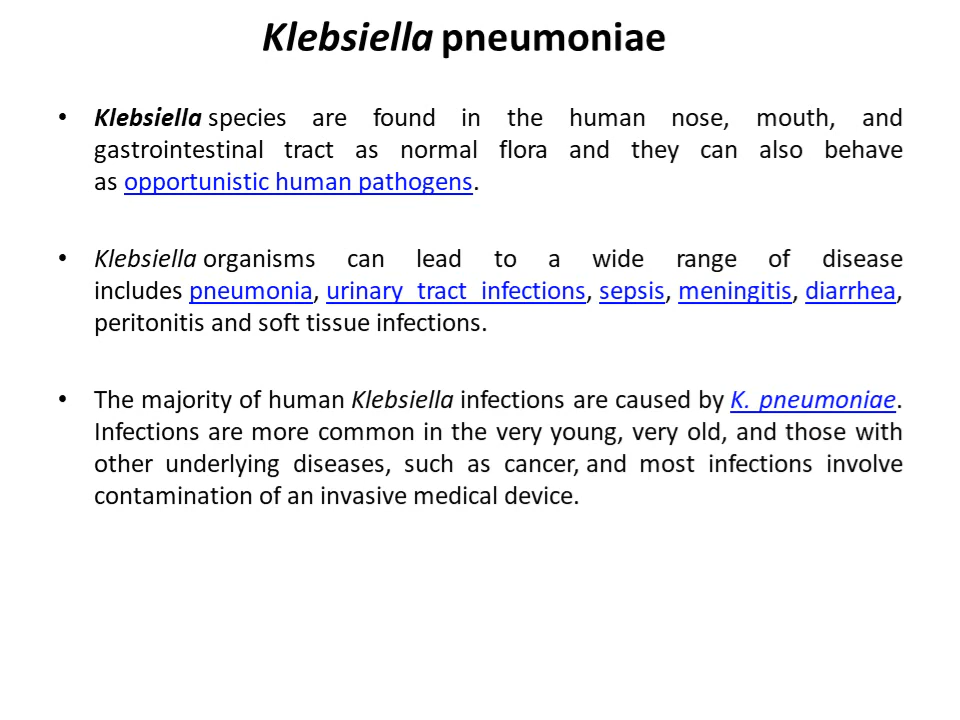 Klebsiella pneumoniae
• Klebsiella species are found in the human nose, mouth, and
gastrointestinal tract as normal flora and they can also behave
as opportunistic human pathogens.
• Klebsiella organisms can lead to a wide range of disease
includes pneumonia, urinary tract infections, sepsis, meningitis, diarrhea,
peritonitis and soft tissue infections.
• The majority of human Klebsiella infections are caused by K. pneumoniae.
Infections are more common in the very young, very old, and those with
other underlying diseases, such as cancer, and most infections involve
contamination of an invasive medical device.